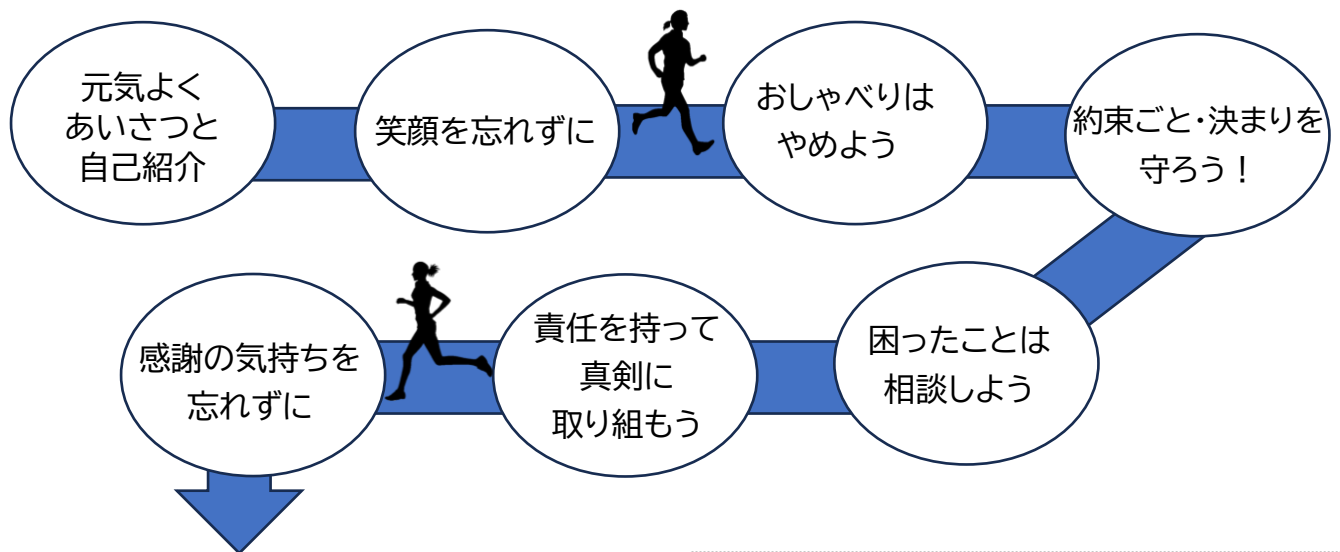 元気よく
あいさつと
自己紹介
笑顔を忘れずに
おしゃべりは
やめよう
約束ごと・決まりを
守ろう！
困ったことは
相談しよう
責任を持って
真剣に
取り組もう
感謝の気持ちを
忘れずに